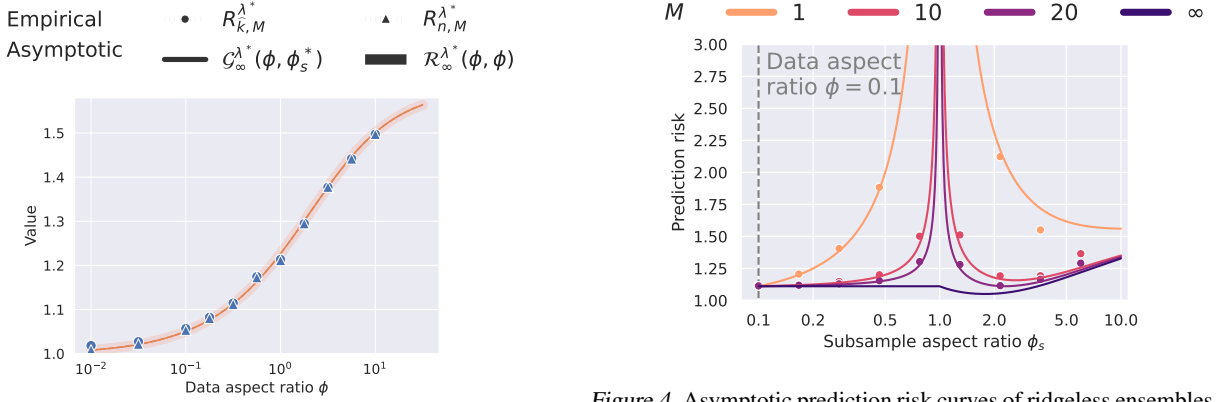 Empirical
R^{λ*}_{k̂,M}
R^{λ*}_{n,M}
Asymptotic
𝒢^{λ*}_∞(ϕ, ϕ_s^*)
ℛ^{λ*}_∞(ϕ, ϕ)
1.5
1.4
1.3
1.2
1.1
1.0
Value
10^{−2}
10^{−1}
10^{0}
10^{1}
Data aspect ratio ϕ
M
1
10
20
∞
3.00
2.75
2.50
2.25
2.00
1.75
1.50
1.25
1.00
Prediction risk
Data aspect
ratio ϕ = 0.1
0.1
0.2
0.5
1.0
2.0
5.0
10.0
Subsample aspect ratio ϕ_s
Figure 4. Asymptotic prediction risk curves of ridgeless ensembles